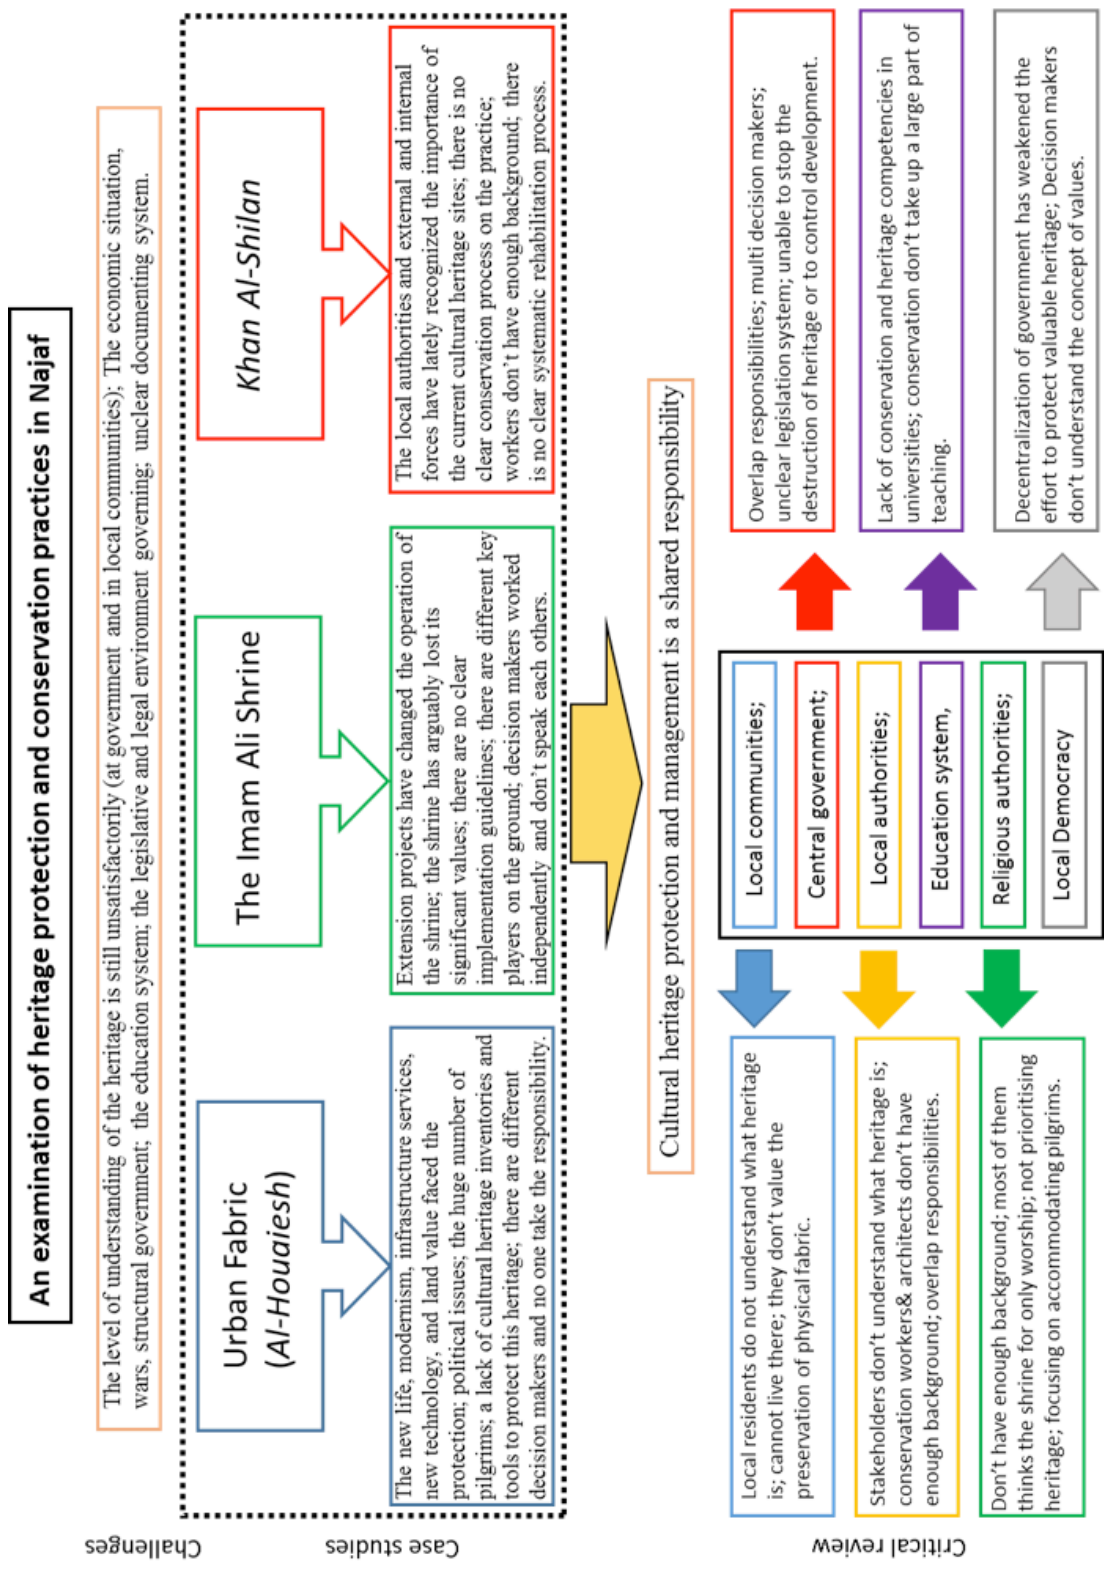 An examination of heritage protection and conservation practices in Najaf
Challenges
The level of understanding of the heritage is still unsatisfactorily (at government and in local communities); The economic situation,
wars, structural government; the education system; the legislative and legal environment governing; unclear documenting system.
Case studies
Urban Fabric
(Al-Houaiesh)
The new life, modernism, infrastructure services,
new technology, and land value faced the
protection; political issues; the huge number of
pilgrims; a lack of cultural heritage inventories and
tools to protect this heritage; there are different
decision makers and no one take the responsibility.
The Imam Ali Shrine
Extension projects have changed the operation of
the shrine; the shrine has arguably lost its
significant values; there are no clear
implementation guidelines; there are different key
players on the ground; decision makers worked
independently and don't speak each others.
Khan Al-Shilan
The local authorities and external and internal
forces have lately recognized the importance of
the current cultural heritage sites; there is no
clear conservation process on the practice;
workers don't have enough background; there
is no clear systematic rehabilitation process.
Cultural heritage protection and management is a shared responsibility
Critical review
Local residents do not understand what heritage
is; cannot live there; they don't value the
preservation of physical fabric.
Stakeholders don't understand what heritage is;
conservation workers& architects don't have
enough background; overlap responsibilities.
Don't have enough background; most of them
thinks the shrine for only worship; not prioritising
heritage; focusing on accommodating pilgrims.
Local communities;
Central government;
Local authorities;
Education system,
Religious authorities;
Local Democracy
Overlap responsibilities; multi decision makers;
unclear legislation system; unable to stop the
destruction of heritage or to control development.
Lack of conservation and heritage competencies in
universities; conservation don't take up a large part of
teaching.
Decentralization of government has weakened the
effort to protect valuable heritage; Decision makers
don't understand the concept of values.